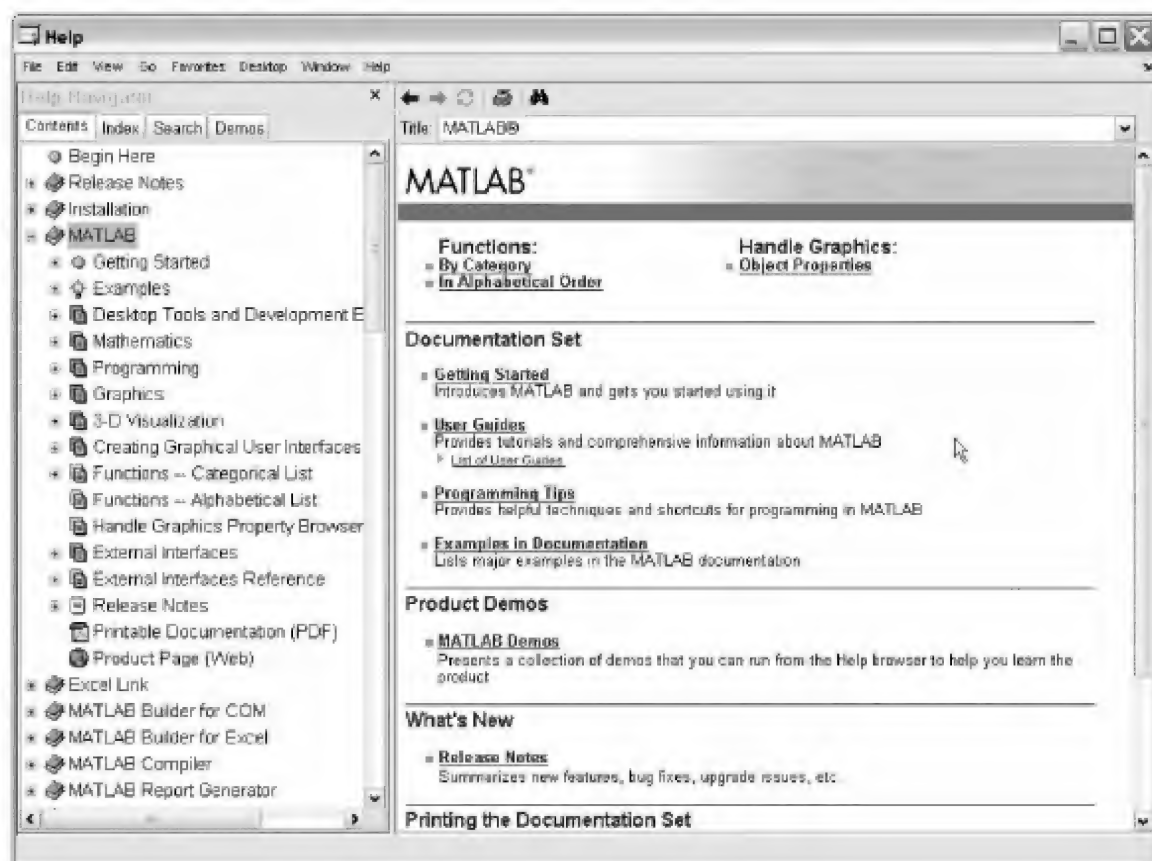 Help
File Edit View Go Favorites Desktop Window Help
Help Navigator
Contents Index Search Demos
Begin Here
Release Notes
Installation
MATLAB
Getting Started
Examples
Desktop Tools and Development E
Mathematics
Programming
Graphics
3-D Visualization
Creating Graphical User Interfaces
Functions -- Categorical List
Functions -- Alphabetical List
Handle Graphics Property Browser
External Interfaces
External Interfaces Reference
Release Notes
Printable Documentation (PDF)
Product Page (Web)
Excel Link
MATLAB Builder for COM
MATLAB Builder for Excel
MATLAB Compiler
MATLAB Report Generator
Title: MATLAB®
MATLAB®
Functions:
By Category
In Alphabetical Order
Handle Graphics:
Object Properties
Documentation Set
Getting Started
Introduces MATLAB and gets you started using it
User Guides
Provides tutorials and comprehensive information about MATLAB
List of User Guides
Programming Tips
Provides helpful techniques and shortcuts for programming in MATLAB
Examples in Documentation
Lists major examples in the MATLAB documentation
Product Demos
MATLAB Demos
Presents a collection of demos that you can run from the Help browser to help you learn the
product
What's New
Release Notes
Summarizes new features, bug fixes, upgrade issues, etc.
Printing the Documentation Set